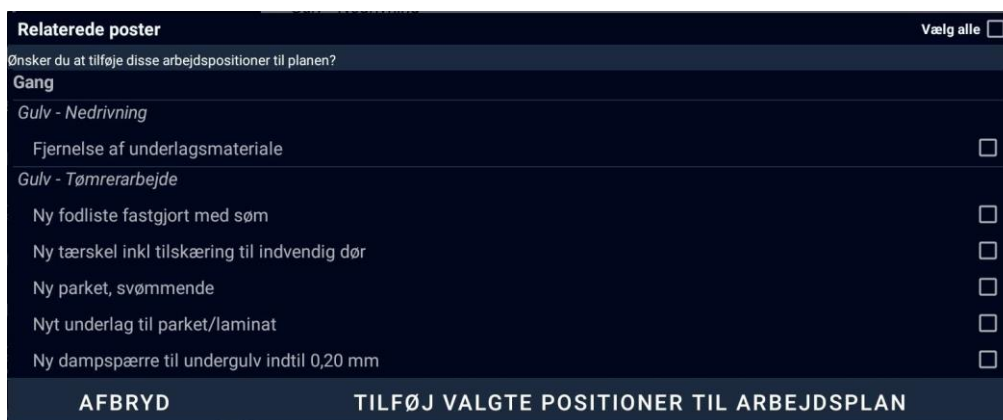 Relaterede poster
Vælg alle
Ønsker du at tilføje disse arbejdspositioner til planen?
Gang
Gulv - Nedrivning
Fjernelse af underlagsmateriale
Gulv - Tømrerarbejde
Ny fodliste fastgjort med søm
Ny tærskel inkl tilskæring til indvendig dør
Ny parket, svømmende
Nyt underlag til parket/laminat
Ny dampspærre til undergulv indtil 0,20 mm
AFBRYD
TILFØJ VALGTE POSITIONER TIL ARBEJDSPLAN